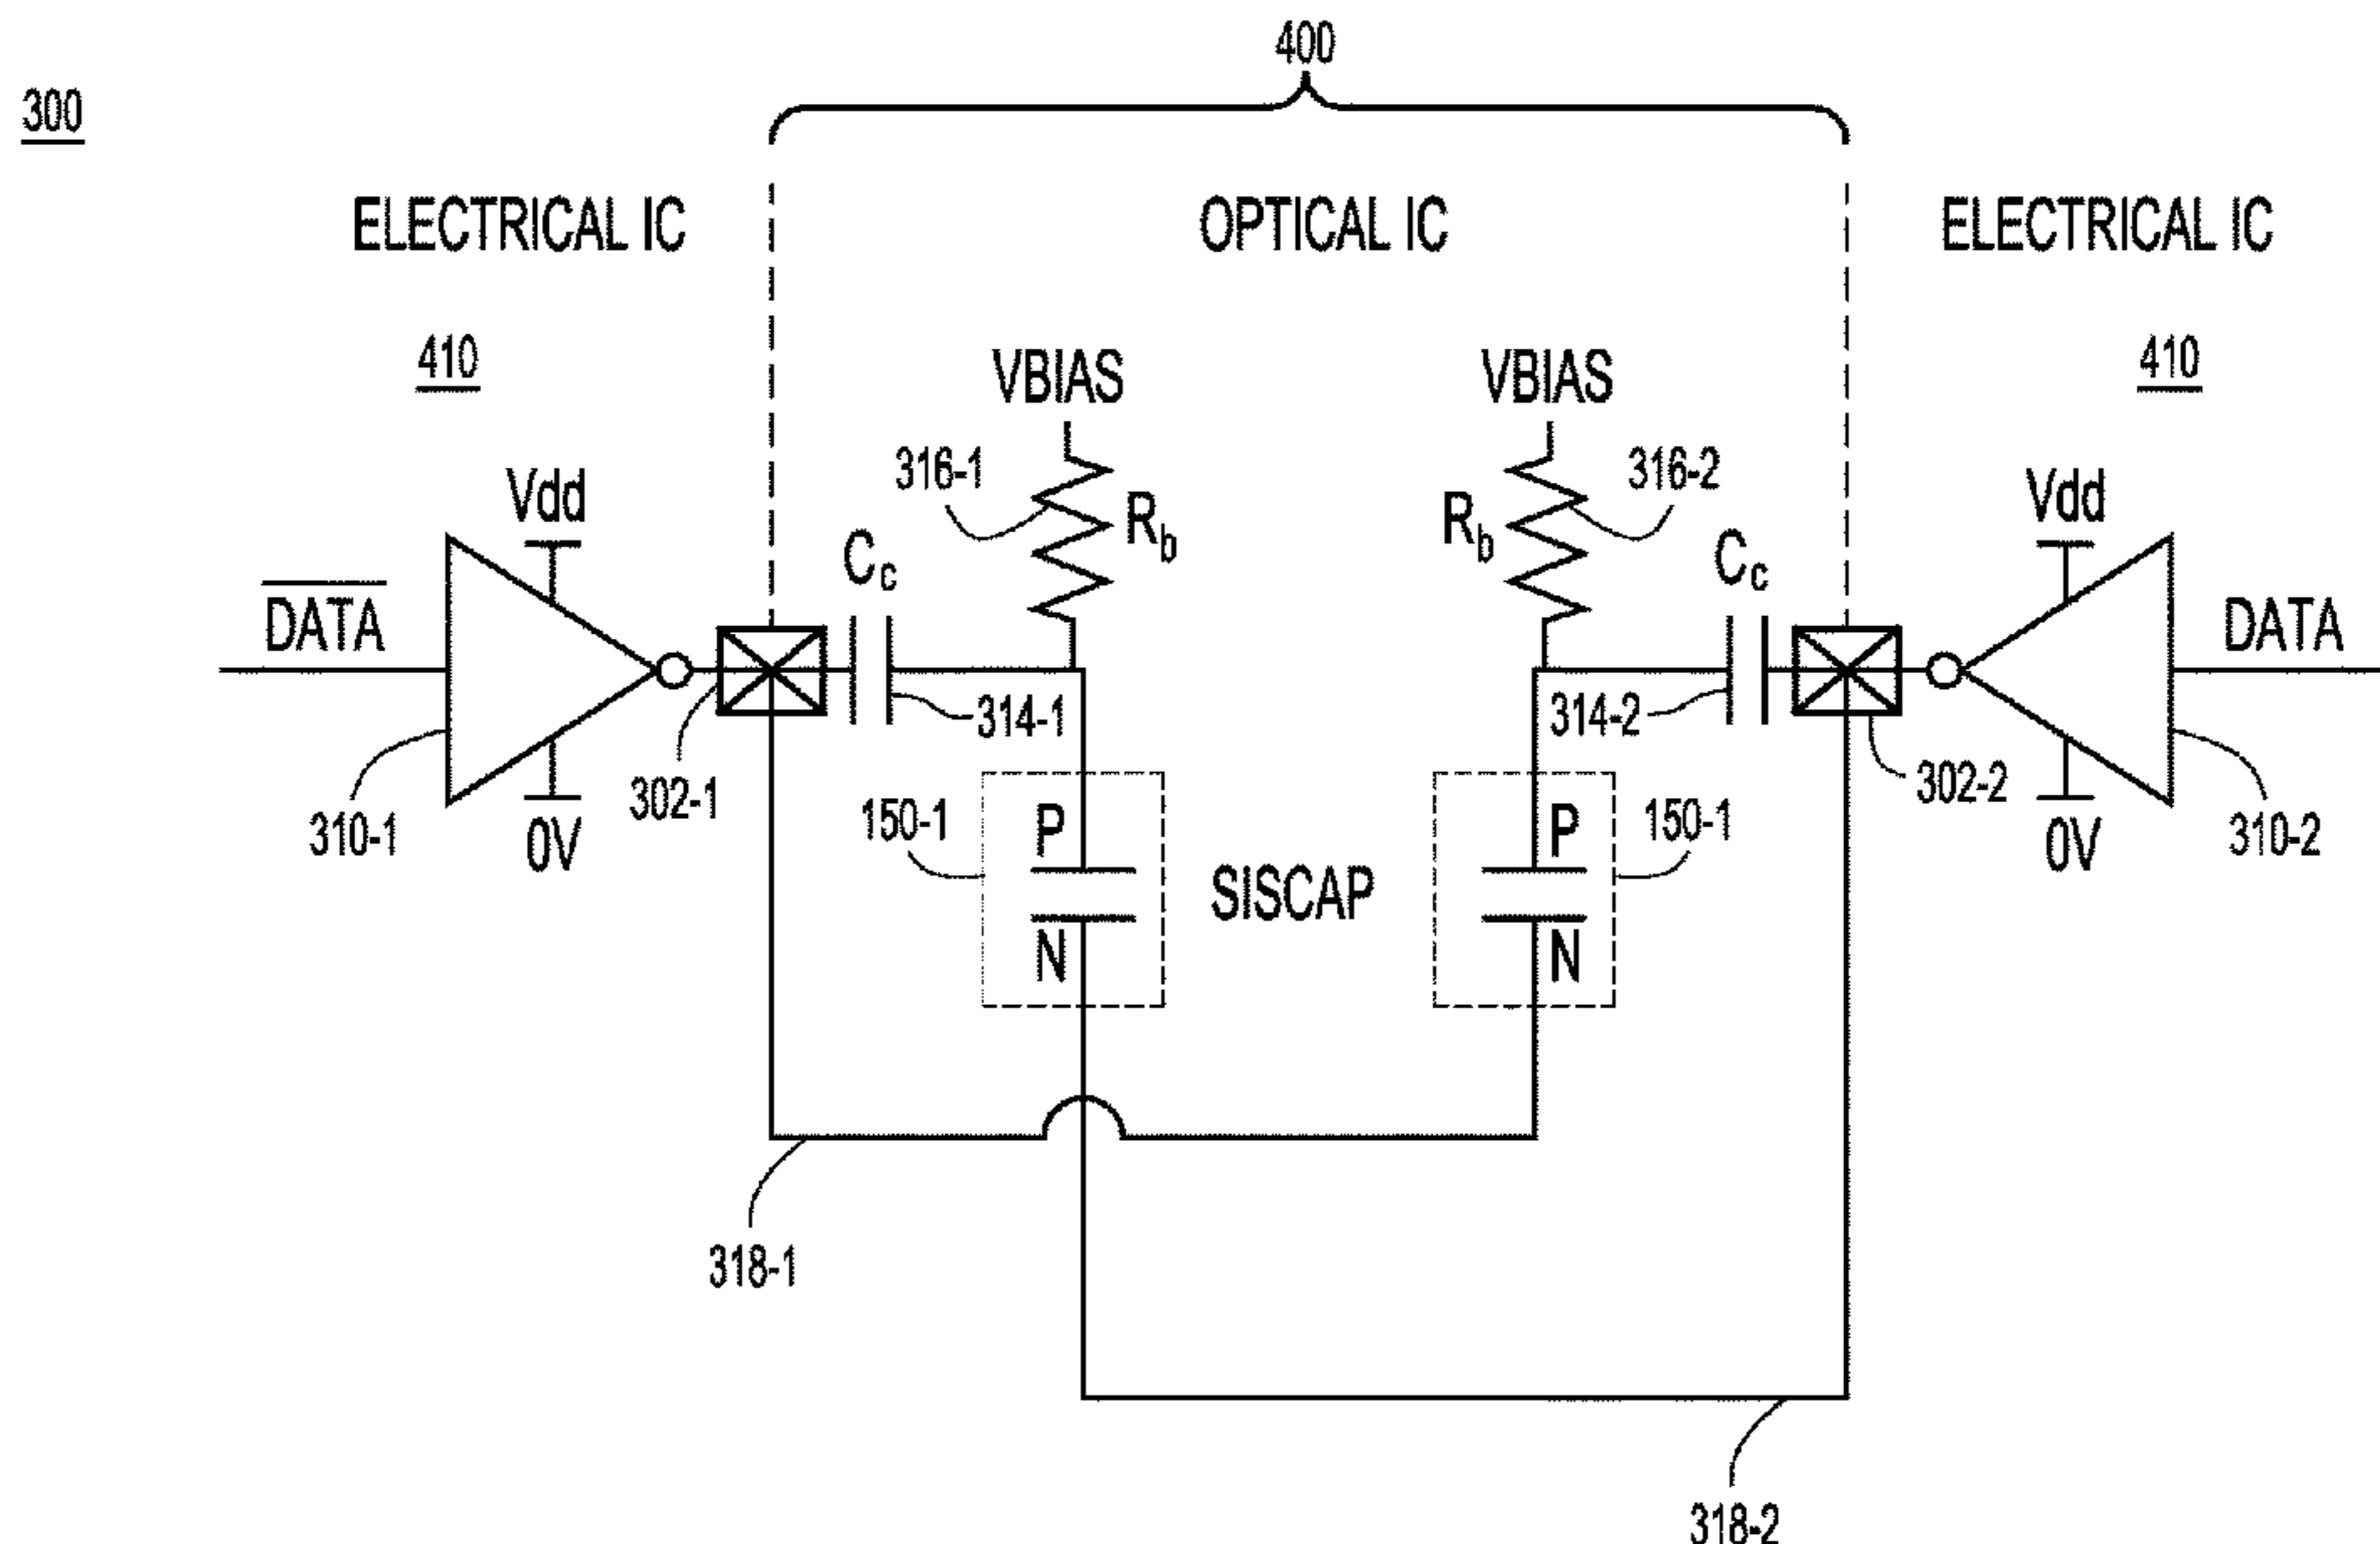 400
300
ELECTRICAL IC
OPTICAL IC
ELECTRICAL IC
410
VBIAS
VBIAS
410
316-1
316-2
Vdd
Rb
Rb
Vdd
Cc
Cc
DATA
DATA
314-1
314-2
302-1
302-2
310-1
0V
150-1
P
SISCAP
P
150-1
0V
310-2
N
N
318-1
318-2